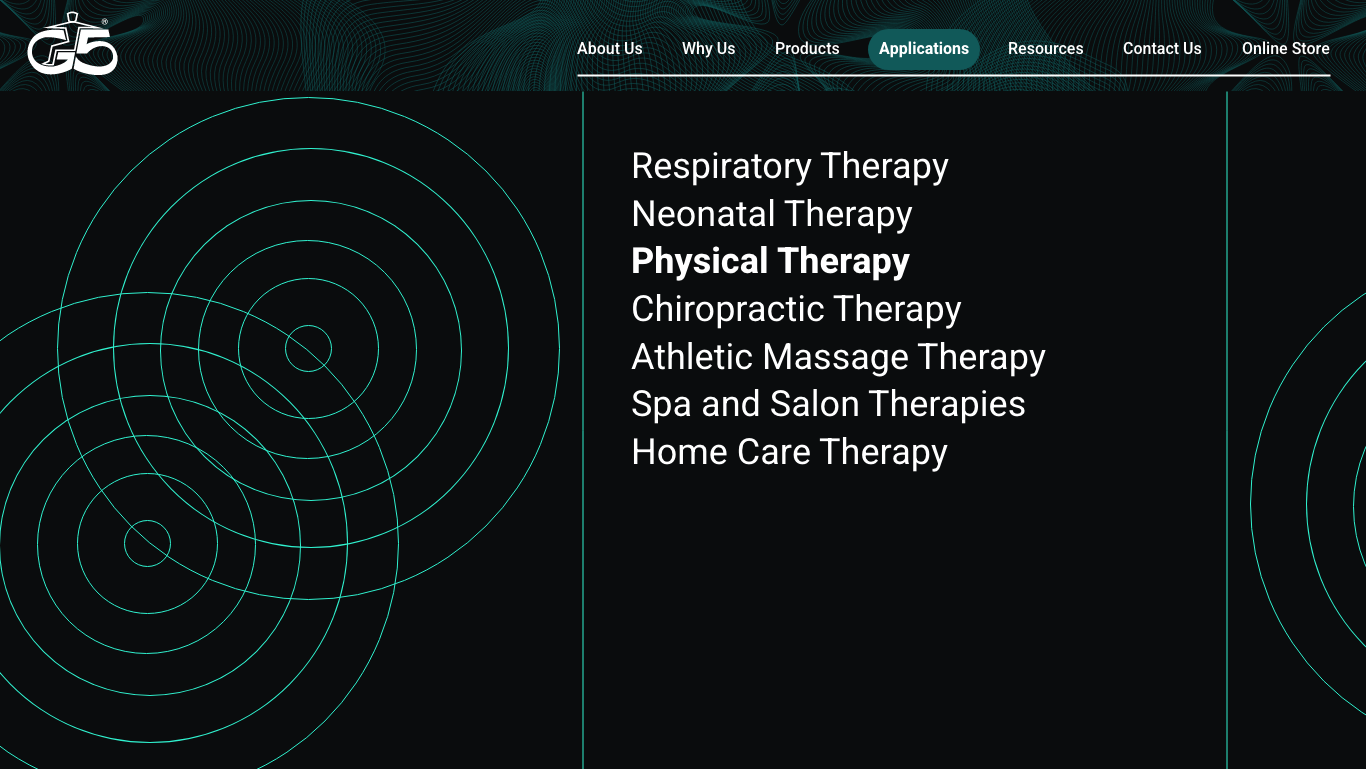 G5®
About Us Why Us Products Applications Resources Contact Us Online Store
Respiratory Therapy
Neonatal Therapy
Physical Therapy
Chiropractic Therapy
Athletic Massage Therapy
Spa and Salon Therapies
Home Care Therapy